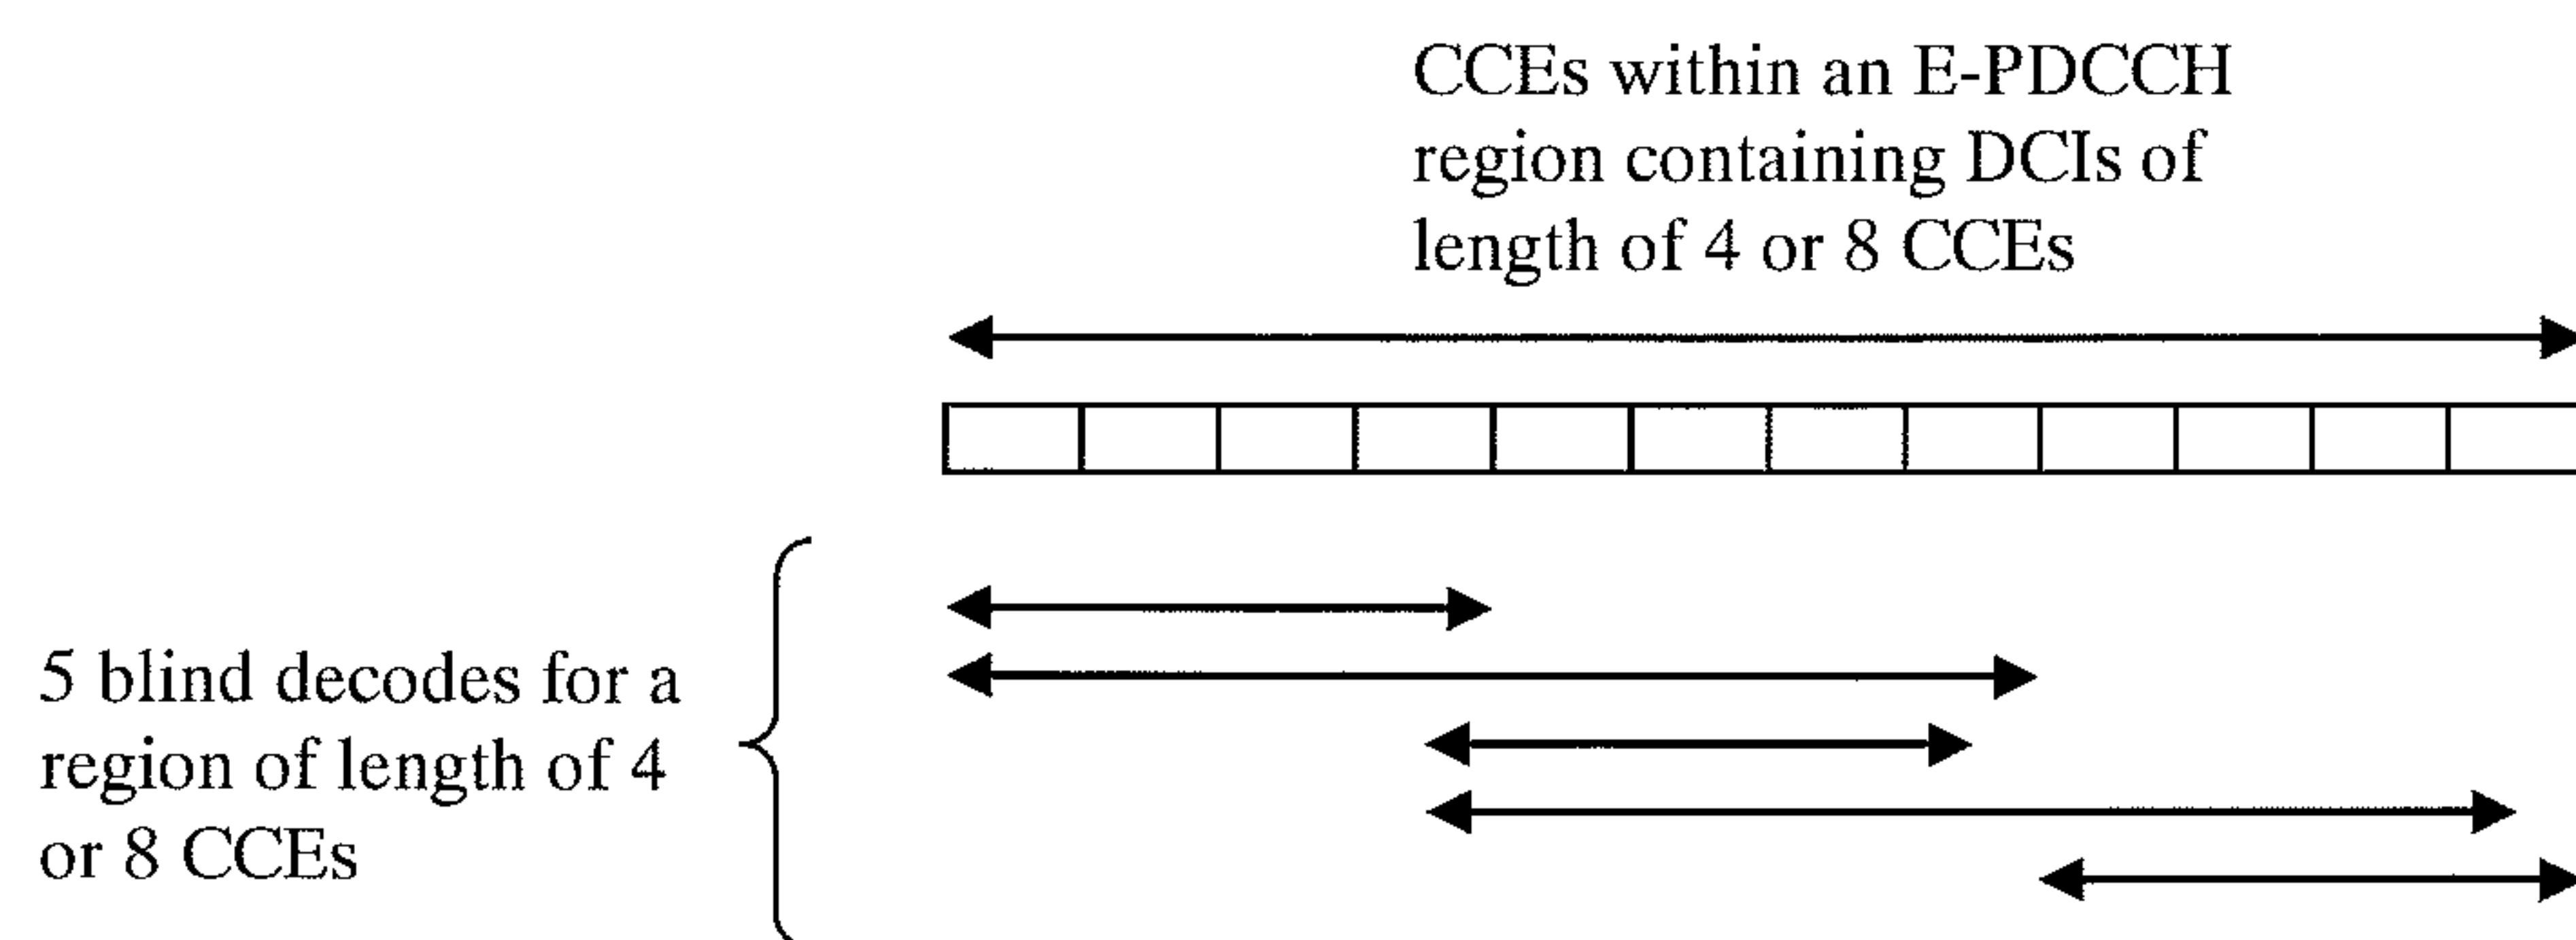 CCEs within an E-PDCCH
region containing DCIs of
length of 4 or 8 CCEs
5 blind decodes for a
region of length of 4
or 8 CCEs